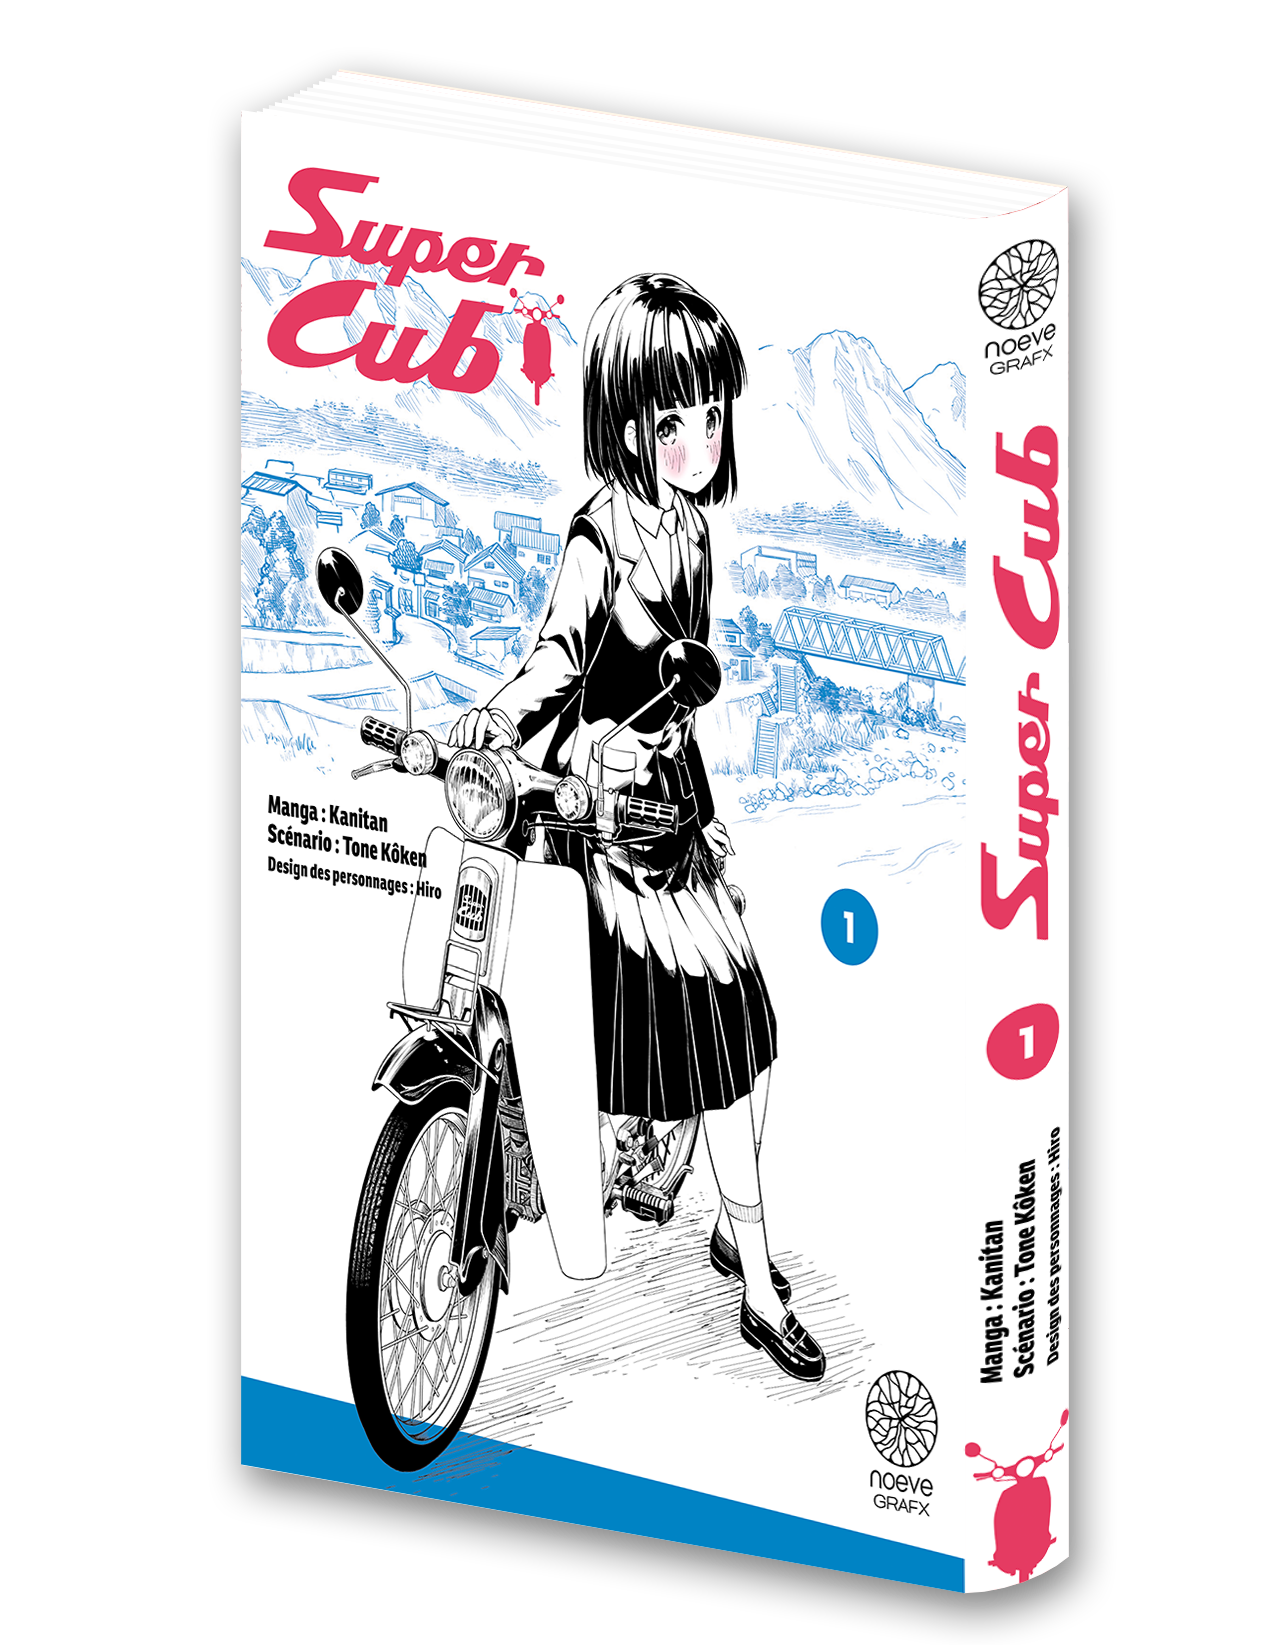 Super
Cub
Manga : Kanitan
Scénario : Tone Kôken
Design des personnages : Hiro
1
noeve
GRAFX
noeve
GRAFX
Super Cub
1
Manga : Kanitan
Scénario : Tone Kôken
Design des personnages : Hiro